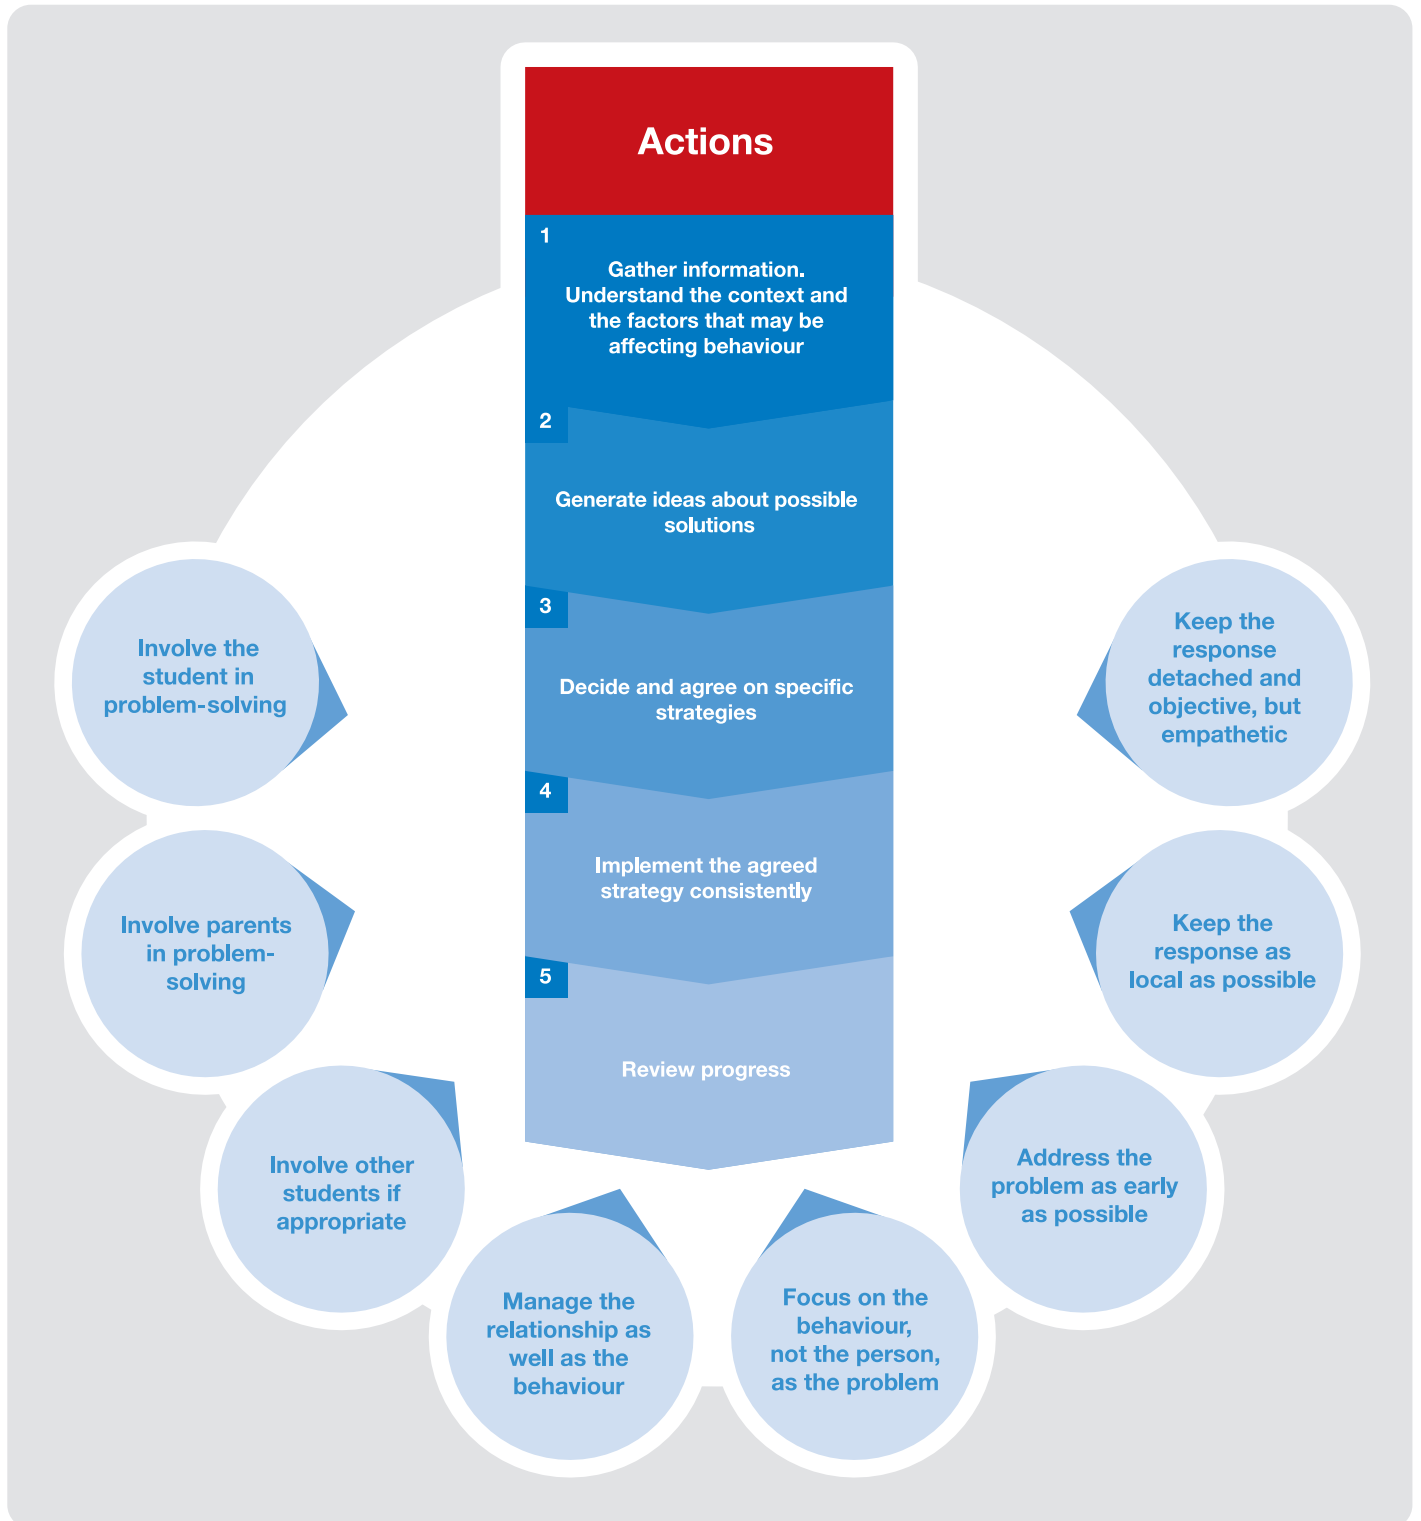 Actions
1
Gather information.
Understand the context and
the factors that may be
affecting behaviour
2
Generate ideas about possible
solutions
3
Decide and agree on specific
strategies
4
Implement the agreed
strategy consistently
5
Review progress
Involve the
student in
problem-solving
Involve parents
in problem-
solving
Involve other
students if
appropriate
Manage the
relationship as
well as the
behaviour
Focus on the
behaviour,
not the person,
as the problem
Address the
problem as early
as possible
Keep the
response as
local as possible
Keep the
response
detached and
objective, but
empathetic